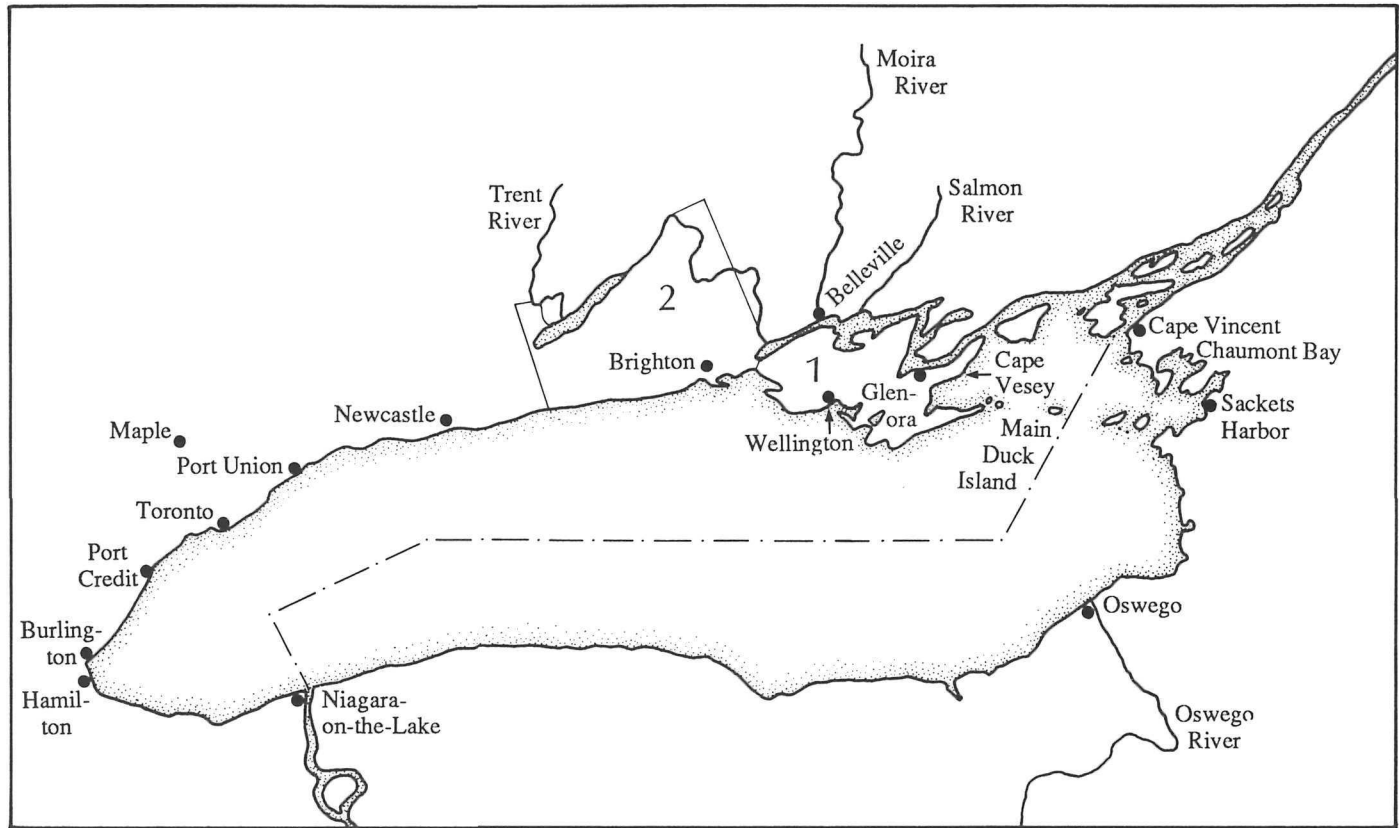 Moira
River
Trent
River
Salmon
River
Belleville
2
Brighton
1
Cape Vincent
Chaumont Bay
Glen-
ora
Cape
Vesey
Newcastle
Wellington
Sackets
Harbor
Maple
Port Union
Main
Duck
Island
Toronto
Port
Credit
Oswego
Burling-
ton
Hamil-
ton
Niagara-
on-the-Lake
Oswego
River